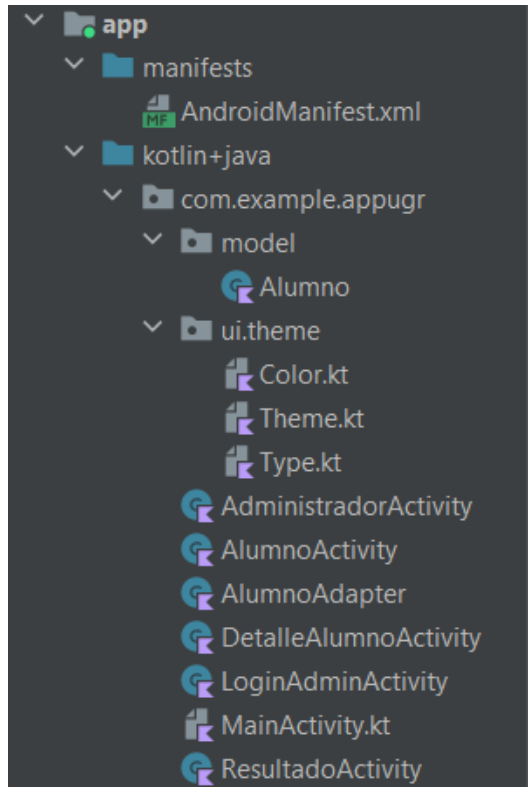 app
manifests
MF AndroidManifest.xml
kotlin+java
com.example.appugr
model
Alumno
ui.theme
Color.kt
Theme.kt
Type.kt
AdministradorActivity
AlumnoActivity
AlumnoAdapter
DetalleAlumnoActivity
LoginAdminActivity
MainActivity.kt
ResultadoActivity